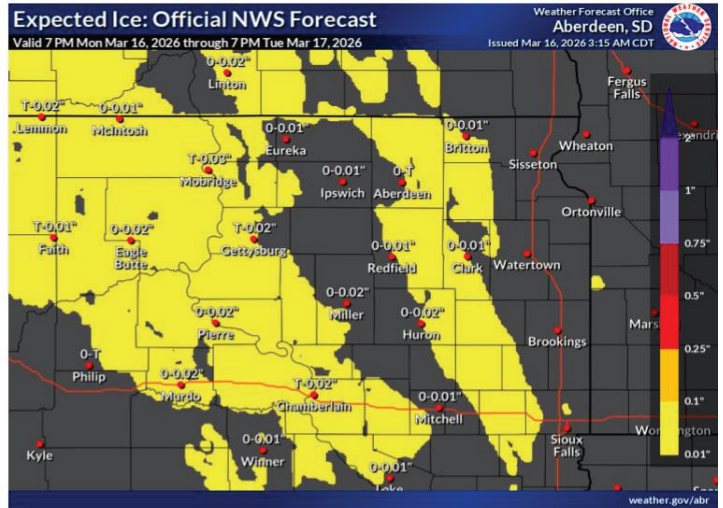 Expected Ice: Official NWS Forecast
Valid 7 PM Mon Mar 16, 2026 through 7 PM Tue Mar 17, 2026
Weather Forecast Office
Aberdeen, SD
Issued Mar 16, 2026 3:15 AM CDT
0-0.02"
Linton
Fergus
Falls
T-0.02"
Lemmon
0-0.01"
McIntosh
0-0.01"
Eureka
0-0.01"
Britton
Wheaton
Sisseton
T-0.03"
Mobridge
0-0.01"
Ipswich
0-T
Aberdeen
Ortonville
T-0.01"
Faith
0-0.02"
Eagle
Butte
T-0.02"
Gettysburg
0-0.01"
Redfield
0-0.01"
Clark
Watertown
0-0.02"
Miller
0-0.02"
Pierre
0-0.02"
Huron
Brookings
Mars
0-T
Philip
0-0.02"
Murdo
T-0.02"
Chamberlain
0-0.01"
Mitchell
Sioux
Falls
Kyle
0-0.01"
Winner
0-0.01"
Lake
2"
1"
0.75"
0.5"
0.25"
0.1"
0.01"
weather.gov/abr